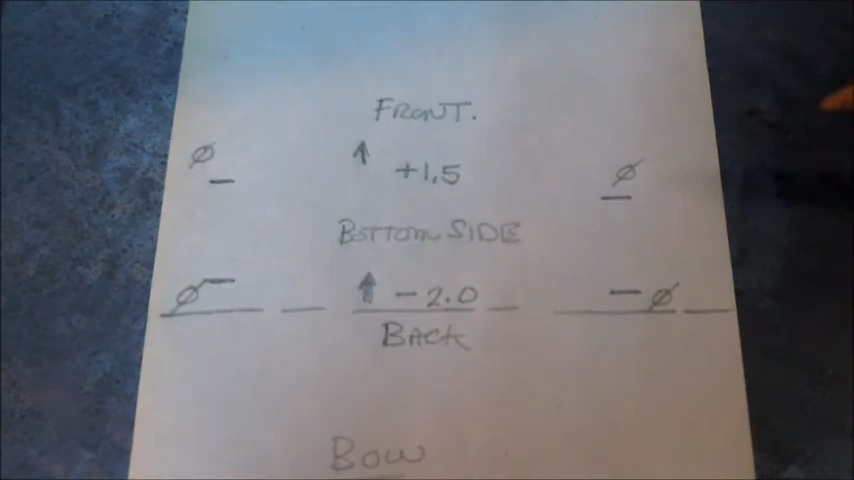 FRONT.
Ø ↑ +1.5 Ø
BOTTOM SIDE
Ø ↑ -2.0 Ø
BACK
BOW